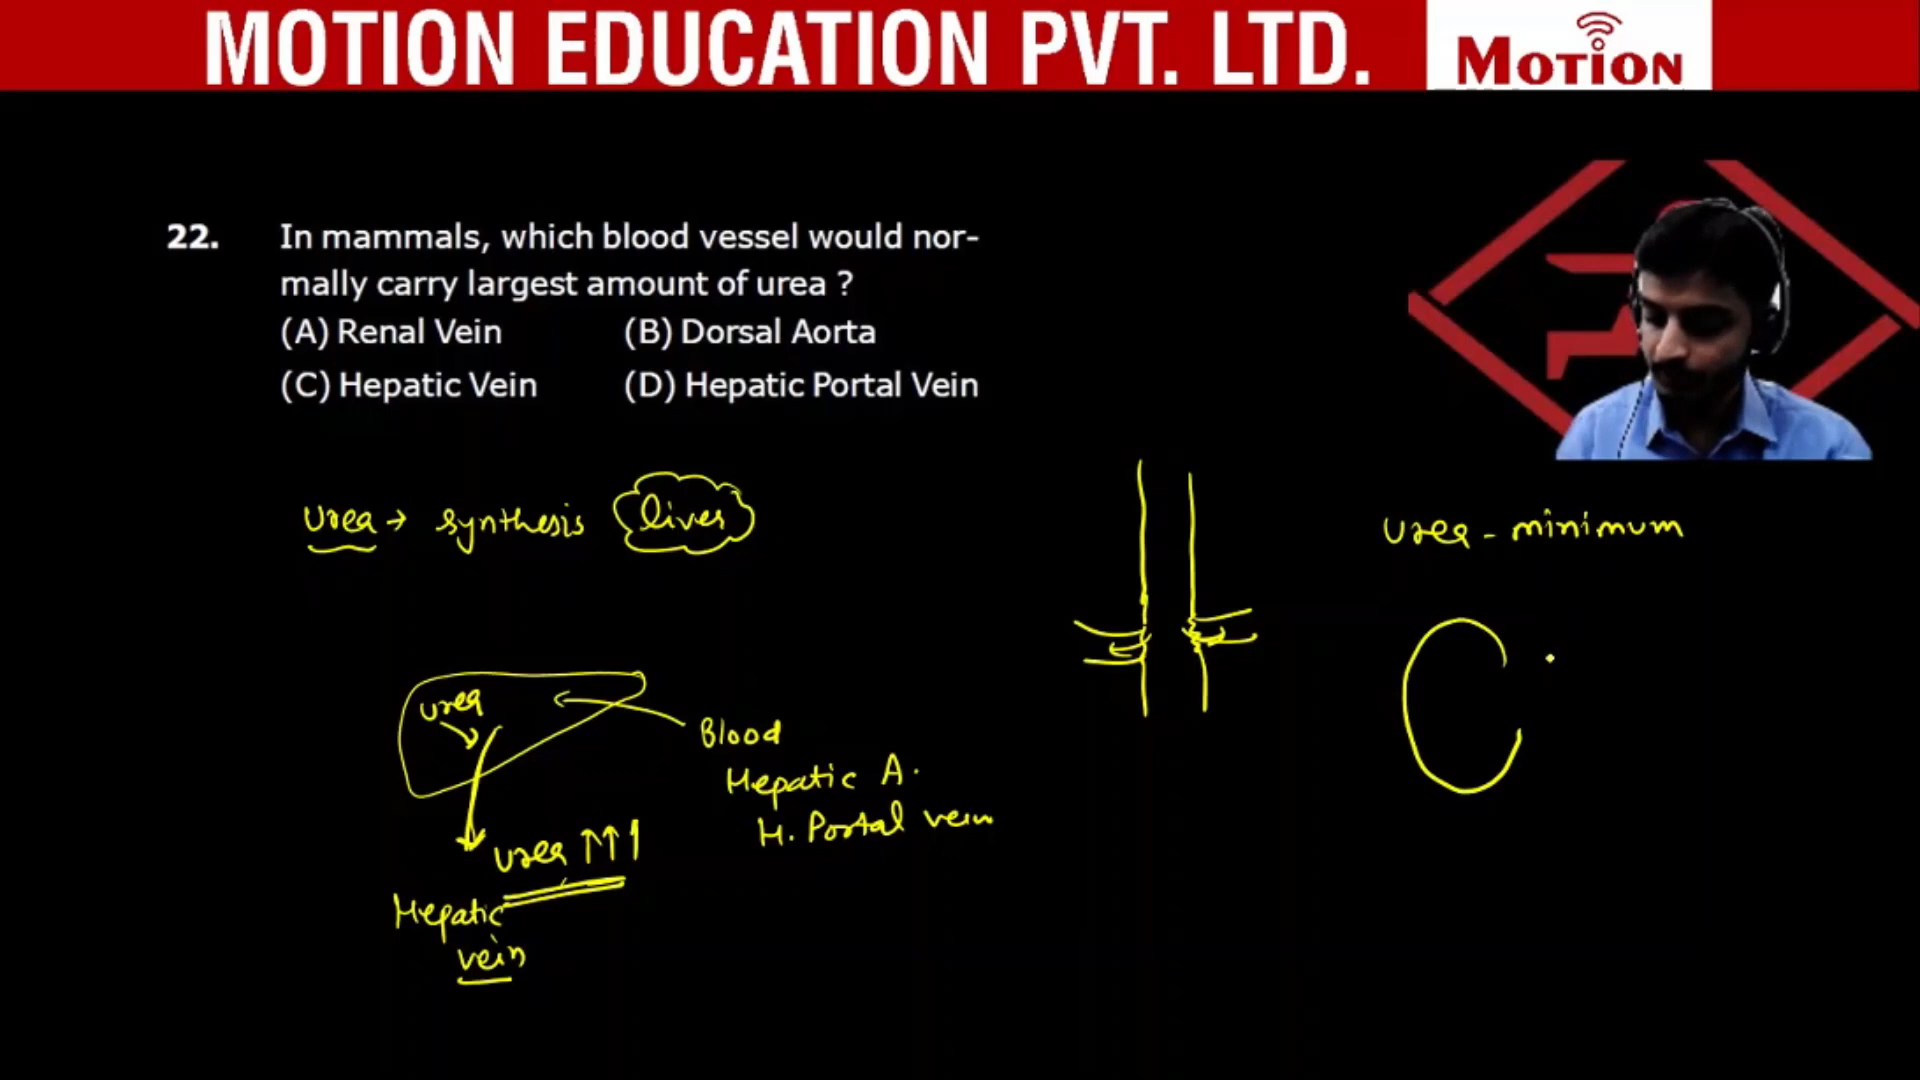 MOTION EDUCATION PVT. LTD.
MOTION
22. In mammals, which blood vessel would nor-
mally carry largest amount of urea ?
(A) Renal Vein (B) Dorsal Aorta
(C) Hepatic Vein (D) Hepatic Portal Vein
Urea → synthesis liver
Urea - minimum
urea
Blood
Hepatic A.
H. Portal vein
Urea ↑↑↑
Hepatic
vein